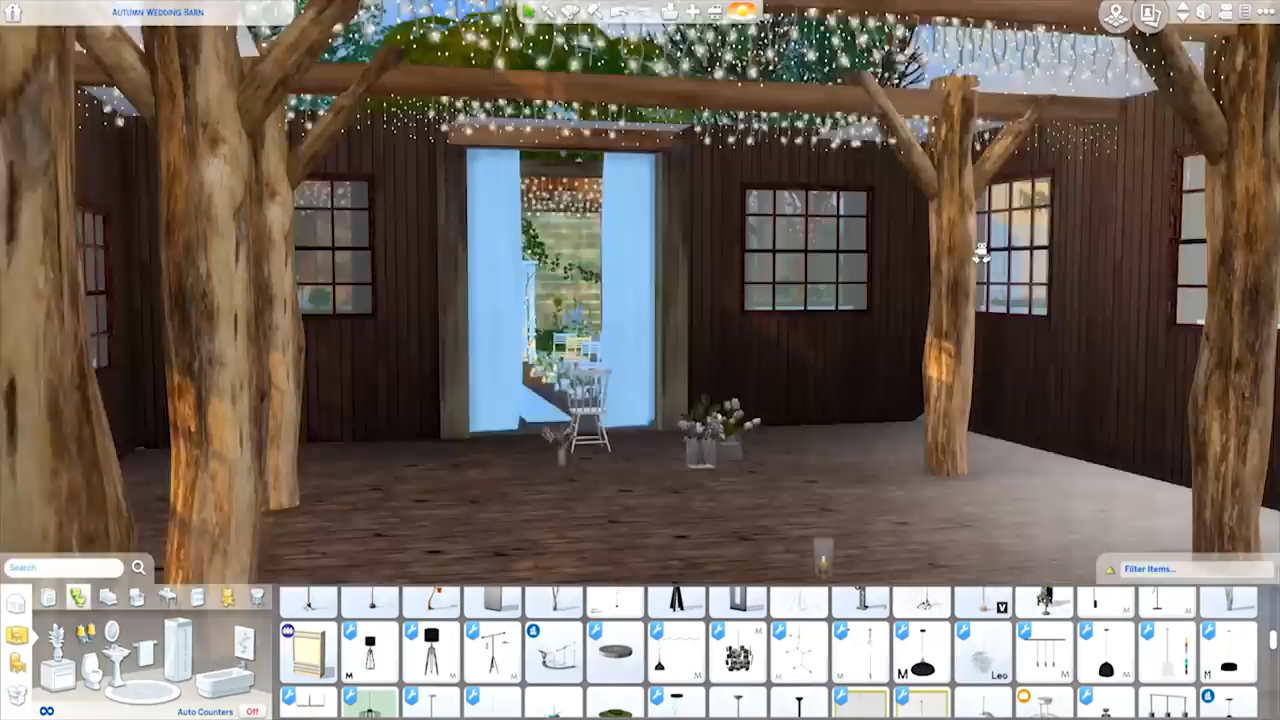 AUTUMN WEDDING BARN
Search
Filter Items...
V
M
M
M
M
M
M
M
M
Leo
M
M
M
Auto Counters
Off